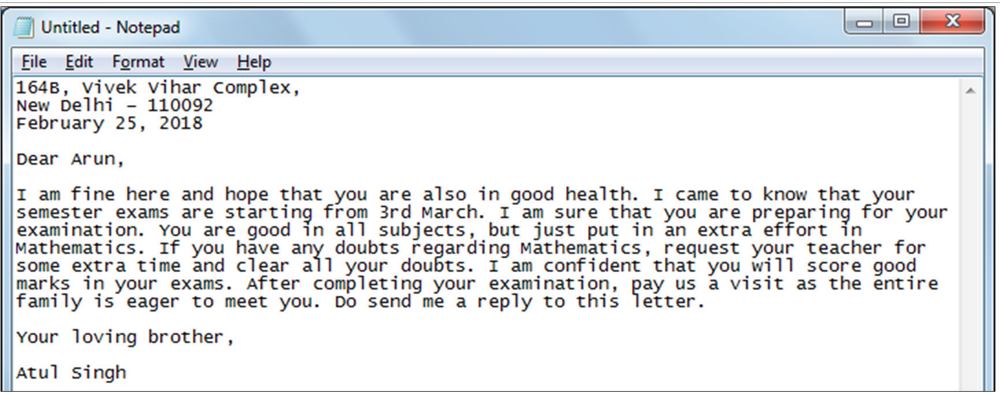 Untitled - Notepad
File Edit Format View Help
164B, Vivek Vihar Complex,
New Delhi – 110092
February 25, 2018
Dear Arun,
I am fine here and hope that you are also in good health. I came to know that your
semester exams are starting from 3rd March. I am sure that you are preparing for your
examination. You are good in all subjects, but just put in an extra effort in
Mathematics. If you have any doubts regarding Mathematics, request your teacher for
some extra time and clear all your doubts. I am confident that you will score good
marks in your exams. After completing your examination, pay us a visit as the entire
family is eager to meet you. Do send me a reply to this letter.
Your loving brother,
Atul Singh